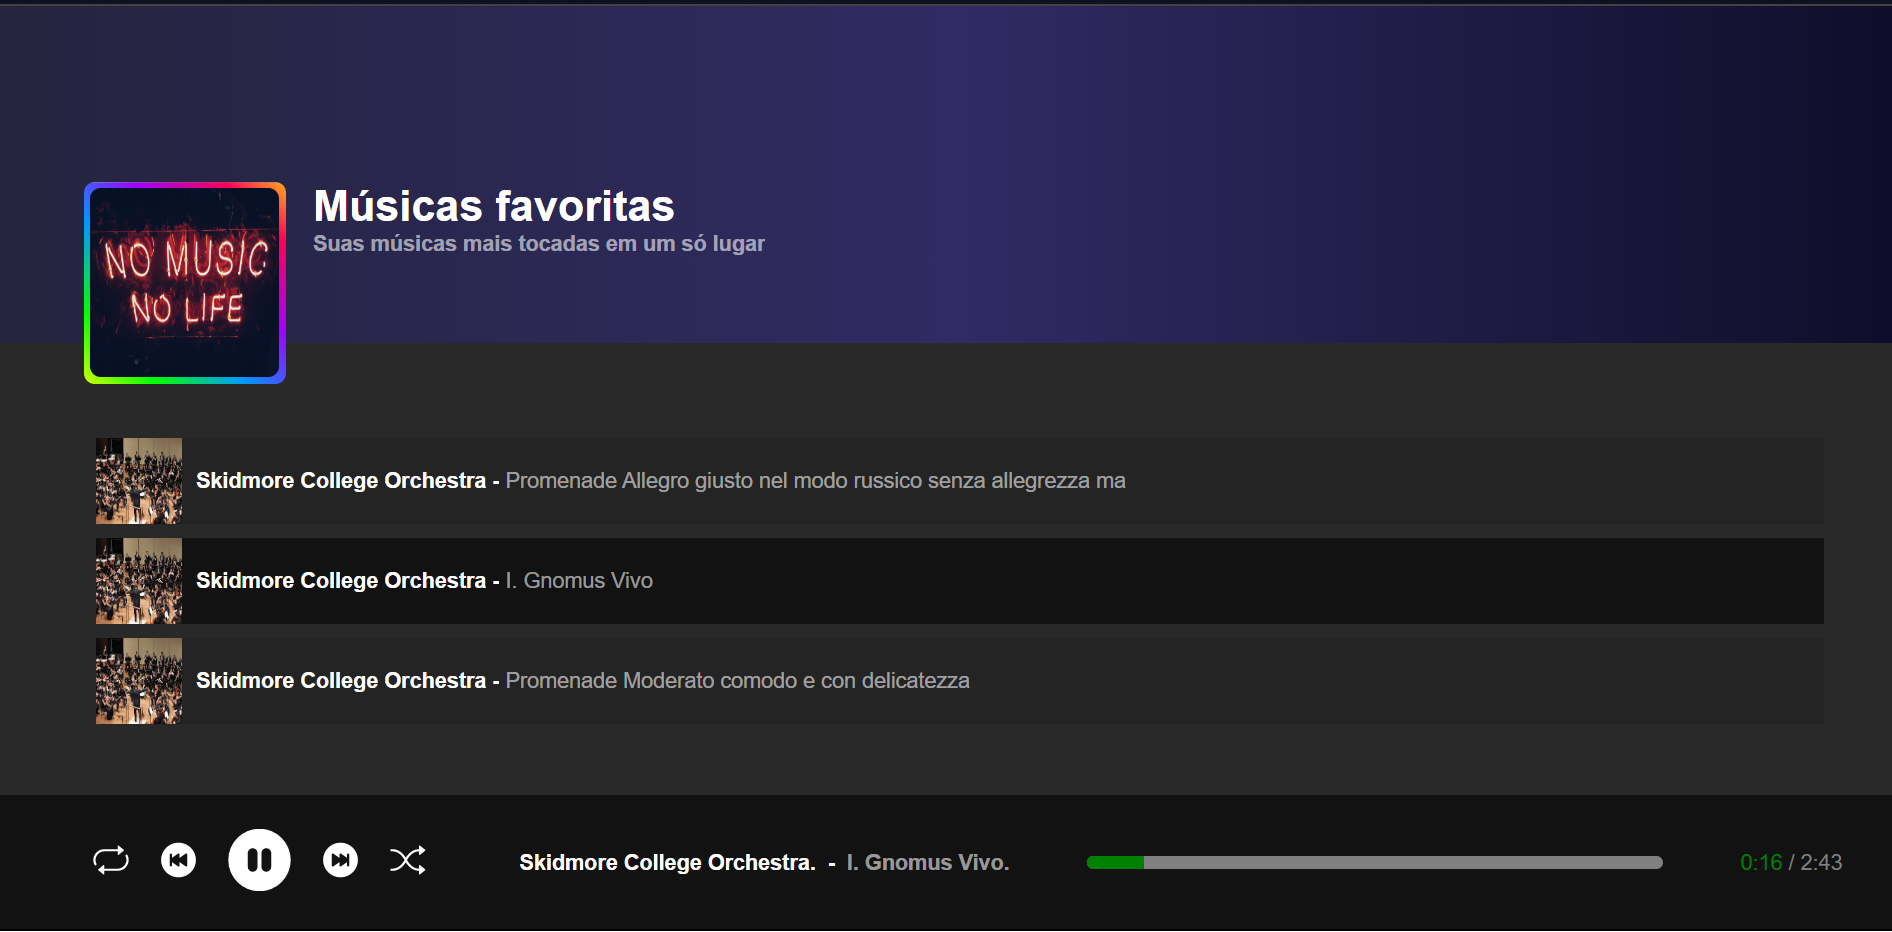 Músicas favoritas
Suas músicas mais tocadas em um só lugar
NO MUSIC
NO LIFE
Skidmore College Orchestra - Promenade Allegro giusto nel modo russico senza allegrezza ma
Skidmore College Orchestra - I. Gnomus Vivo
Skidmore College Orchestra - Promenade Moderato comodo e con delicatezza
Skidmore College Orchestra. - I. Gnomus Vivo.
0:16 / 2:43